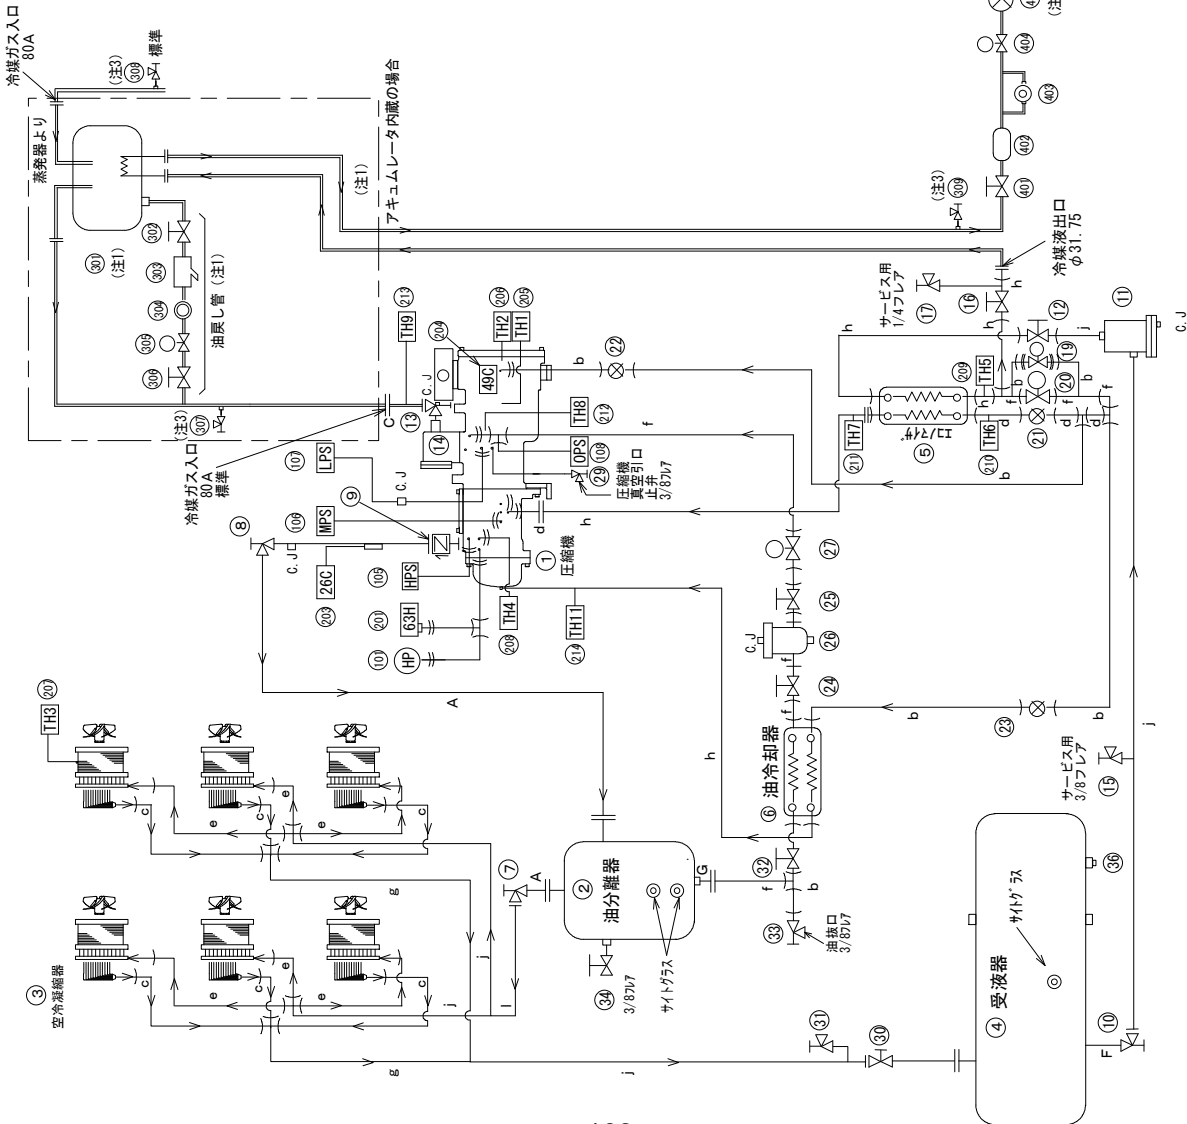 冷媒ガス入口
80A
(注3)
308
標準
蒸発器より
アキュムレータ内蔵の場合
(注1)
301
(注1)
302
303
304
305
306
油戻し管 (注1)
(注3)
307
冷媒ガス入口
80A
標準
C
(注
404
403
402
401
(注3)
309
冷媒液出口
φ31.75
サービス用
1/4フレア
17
16
h
h
12
11
C.J
j
19
20
b
b
f
f
TH5
209
h
h
エコノマイザ
5
TH7
211
TH6
210
21
d
d
d
b
TH9
213
204
C.J
13
14
49C
TH2
206
TH1
205
22
b
TH8
212
OPS
108
f
29
圧縮機
真空引口
止弁
3/8フレア
107
LPS
C.J
106
MPS
9
8
C.J
26C
203
105
HPS
201
63H
101
HP
1
圧縮機
d
h
TH4
208
TH11
214
27
25
26
C.J
f
24
f
6
油冷却器
h
b
23
b
32
f
b
33
油抜口
3/8フレア
サービス用
3/8フレア
15
j
TH3
207
A
c
c
c
e
e
e
e
g
3
空冷凝縮器
c
c
c
e
e
e
e
g
j
j
l
j
7
A
2
油分離器
G
34
3/8フレア
サイトグラス
31
30
4
受液器
サイトグラス
36
10
F